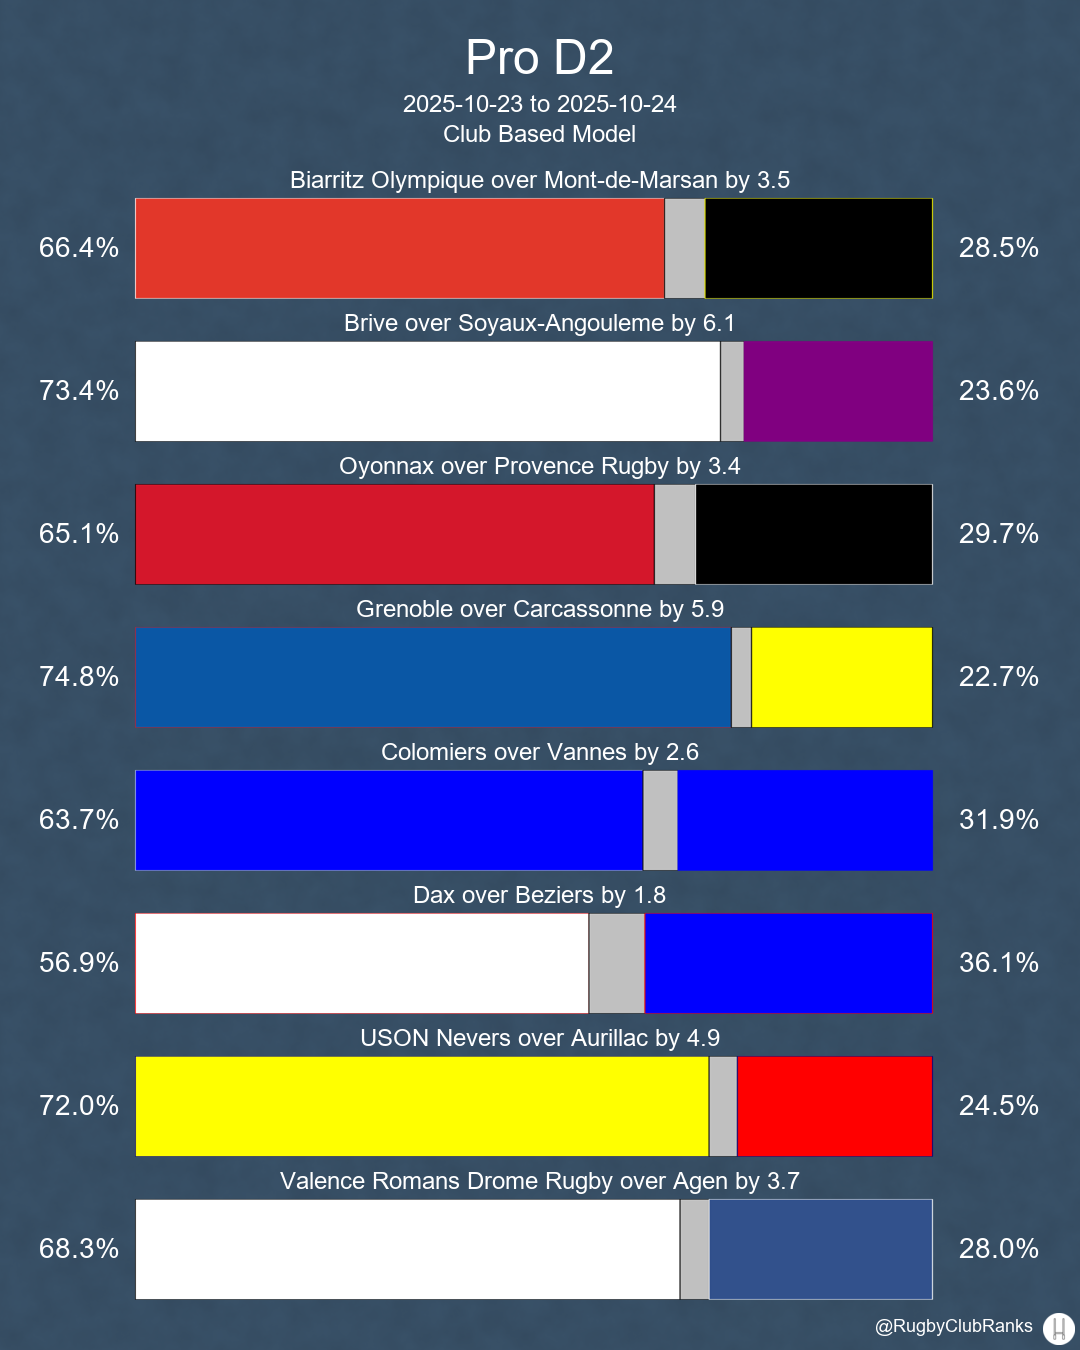 Pro D2
2025-10-23 to 2025-10-24
Club Based Model
Biarritz Olympique over Mont-de-Marsan by 3.5
66.4%
28.5%
Brive over Soyaux-Angouleme by 6.1
73.4%
23.6%
Oyonnax over Provence Rugby by 3.4
65.1%
29.7%
Grenoble over Carcassonne by 5.9
74.8%
22.7%
Colomiers over Vannes by 2.6
63.7%
31.9%
Dax over Beziers by 1.8
56.9%
36.1%
USON Nevers over Aurillac by 4.9
72.0%
24.5%
Valence Romans Drome Rugby over Agen by 3.7
68.3%
28.0%
@RugbyClubRanks